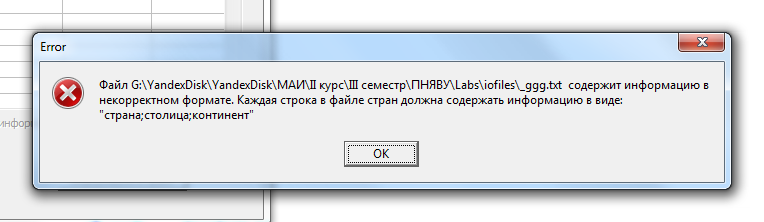 Error
Файл G:\YandexDisk\YandexDisk\МАИ\II курс\III семестр\ПНЯВУ\Labs\iofiles\_ggg.txt содержит информацию в
некорректном формате. Каждая строка в файле стран должна содержать информацию в виде:
"страна;столица;континент"
информ
OK